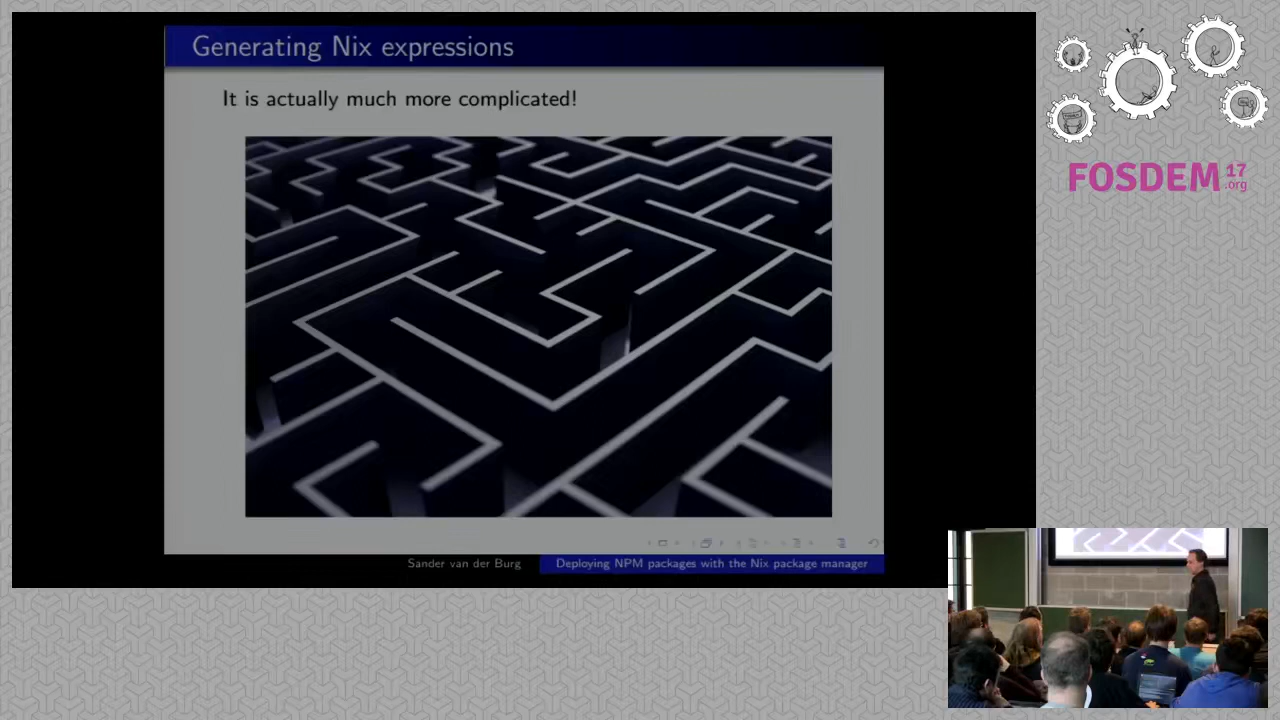 Generating Nix expressions
It is actually much more complicated!
Sander van der Burg
Deploying NPM packages with the Nix package manager
FOSDEM 17
.org